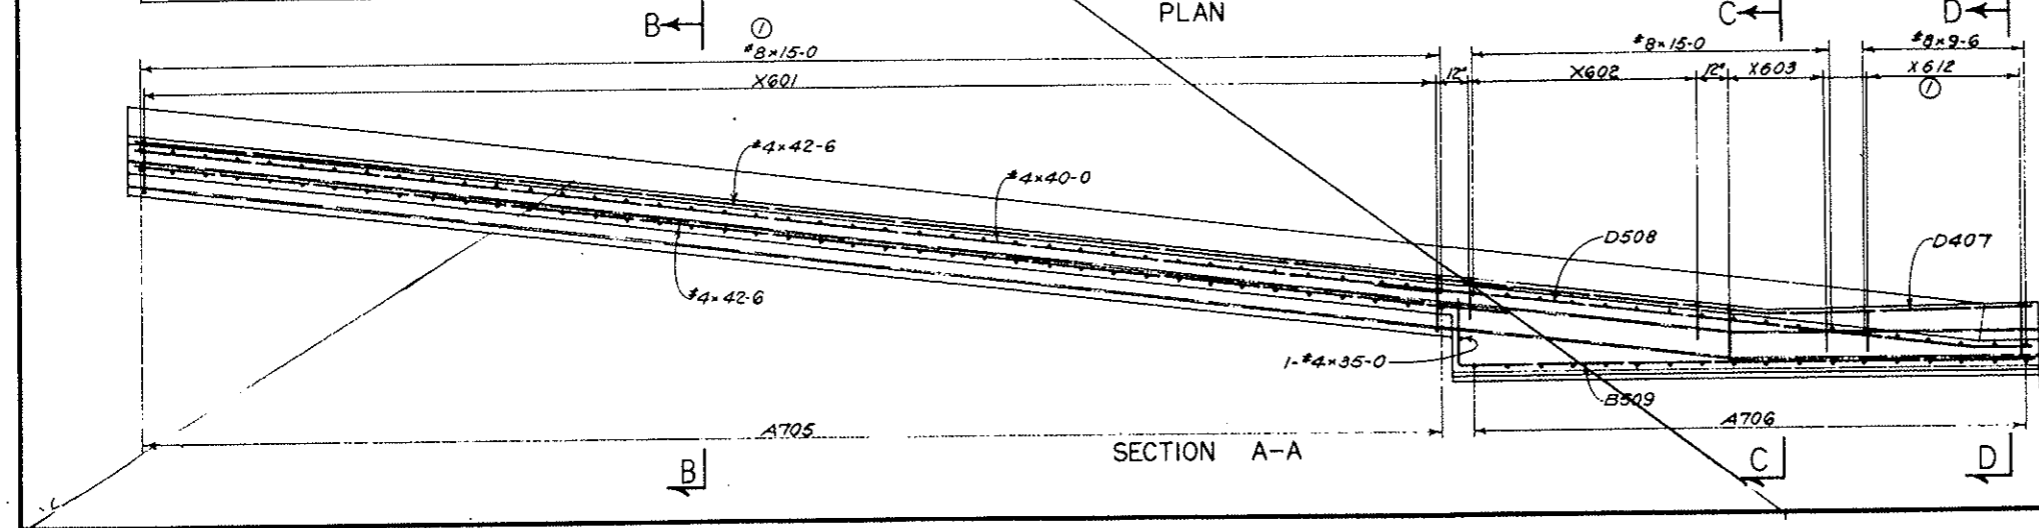 PLAN
B
C
D
①
#8×15-0
#8×15-0
#8×9-6
X601
12"
X602
12"
X603
X612
①
#4×42-6
#4×40-0
D508
D407
#4×42-6
1-#4×35-0
B509
A705
A706
SECTION A-A
B
C
D